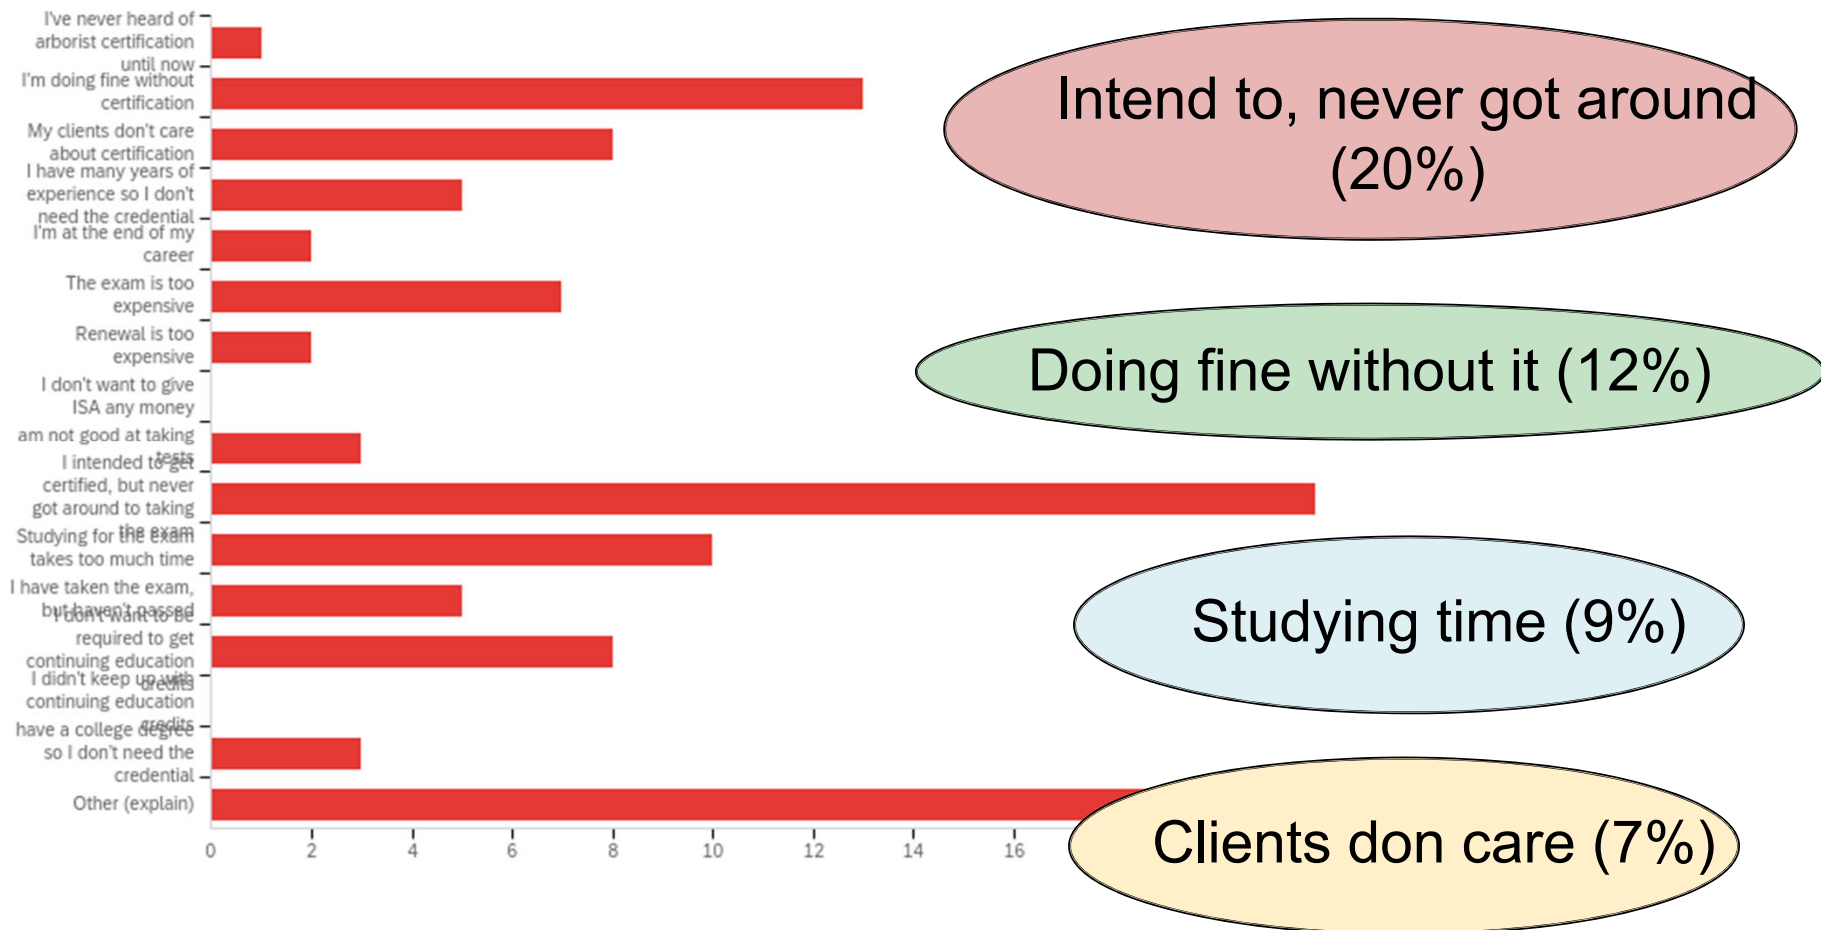 I've never heard of
arborist certification
until now
I'm doing fine without
certification
My clients don't care
about certification
I have many years of
experience so I don't
need the credential
I'm at the end of my
career
The exam is too
expensive
Renewal is too
expensive
I don't want to give
ISA any money
am not good at taking
tests
I intended to get
certified, but never
got around to taking
the exam
Studying for the exam
takes too much time
I have taken the exam,
but haven't passed
I don't want to be
required to get
continuing education
credits
I didn't keep up with
continuing education
credits
have a college degree
so I don't need the
credential
Other (explain)
0 2 4 6 8 10 12 14 16
Intend to, never got around
(20%)
Doing fine without it (12%)
Studying time (9%)
Clients don care (7%)